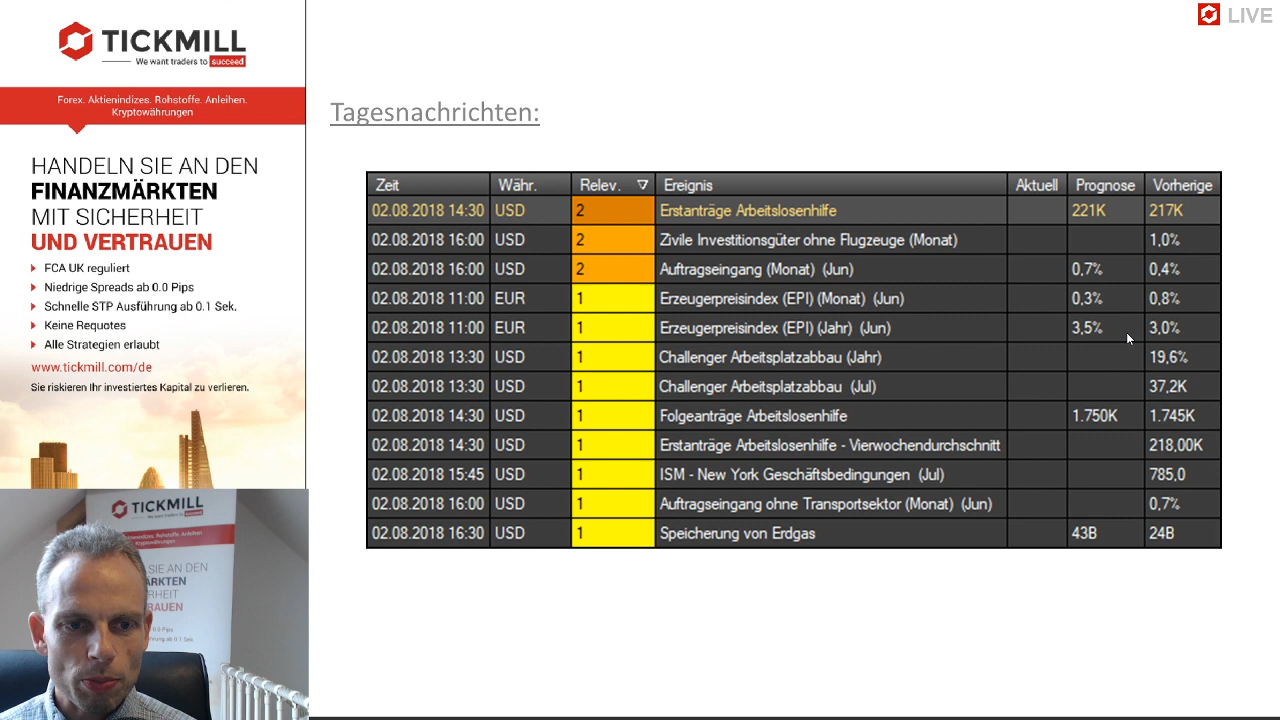 TICKMILL
We want traders to succeed
Forex. Aktienindizes. Rohstoffe. Anleihen.
Kryptowährungen
HANDELN SIE AN DEN
FINANZMÄRKTEN
MIT SICHERHEIT
UND VERTRAUEN
FCA UK reguliert
Niedrige Spreads ab 0.0 Pips
Schnelle STP Ausführung ab 0.1 Sek.
Keine Requotes
Alle Strategien erlaubt
www.tickmill.com/de
Sie riskieren Ihr investiertes Kapital zu verlieren.
LIVE
Tagesnachrichten:
Zeit Währ. Relev. Ereignis Aktuell Prognose Vorherige
02.08.2018 14:30 USD 2 Erstanträge Arbeitslosenhilfe 221K 217K
02.08.2018 16:00 USD 2 Zivile Investitionsgüter ohne Flugzeuge (Monat) 1,0%
02.08.2018 16:00 USD 2 Auftragseingang (Monat) (Jun) 0,7% 0,4%
02.08.2018 11:00 EUR 1 Erzeugerpreisindex (EPI) (Monat) (Jun) 0,3% 0,8%
02.08.2018 11:00 EUR 1 Erzeugerpreisindex (EPI) (Jahr) (Jun) 3,5% 3,0%
02.08.2018 13:30 USD 1 Challenger Arbeitsplatzabbau (Jahr) 19,6%
02.08.2018 13:30 USD 1 Challenger Arbeitsplatzabbau (Jul) 37,2K
02.08.2018 14:30 USD 1 Folgeanträge Arbeitslosenhilfe 1.750K 1.745K
02.08.2018 14:30 USD 1 Erstanträge Arbeitslosenhilfe - Vierwochendurchschnitt 218,00K
02.08.2018 15:45 USD 1 ISM - New York Geschäftsbedingungen (Jul) 785,0
02.08.2018 16:00 USD 1 Auftragseingang ohne Transportsektor (Monat) (Jun) 0,7%
02.08.2018 16:30 USD 1 Speicherung von Erdgas 43B 24B
TICKMILL
We want traders to succeed
SIE AN DEN
ÄRKTEN
HERHEIT
RAUEN